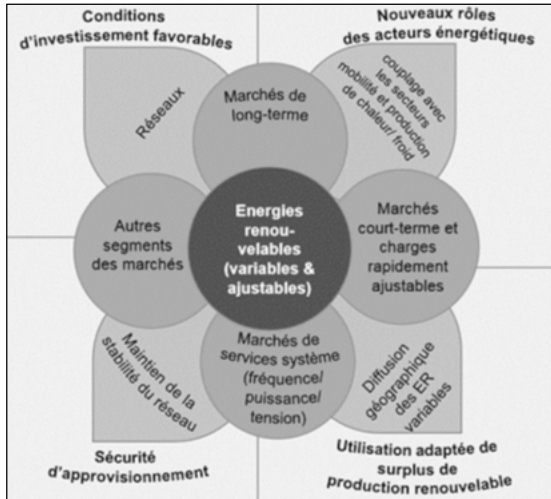 Conditions
d'investissement favorables
Nouveaux rôles
des acteurs énergétiques
Réseaux
Marchés de
long-terme
couplage avec
les secteurs
mobilité et production
de chaleur/ froid
Autres
segments
des marchés
Energies
renou-
velables
(variables &
ajustables)
Marchés
court-terme et
charges
rapidement
ajustables
Maintien de la
stabilité du réseau
Marchés de
services système
(fréquence/
puissance/
tension)
Diffusion
géographique
des ER
variables
Sécurité
d'approvisionnement
Utilisation adaptée de
surplus de
production renouvelable